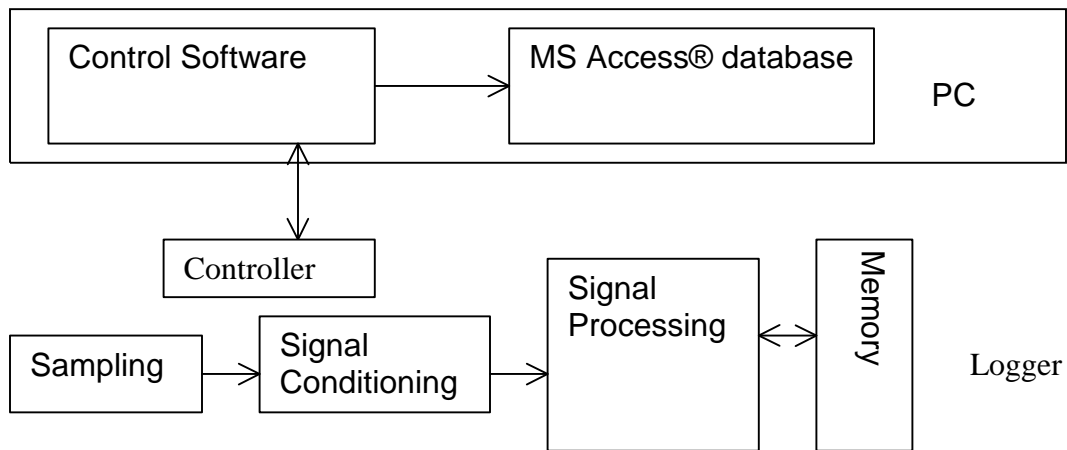 Control Software
MS Access® database
PC
Controller
Signal
Processing
Memory
Sampling
Signal
Conditioning
Logger